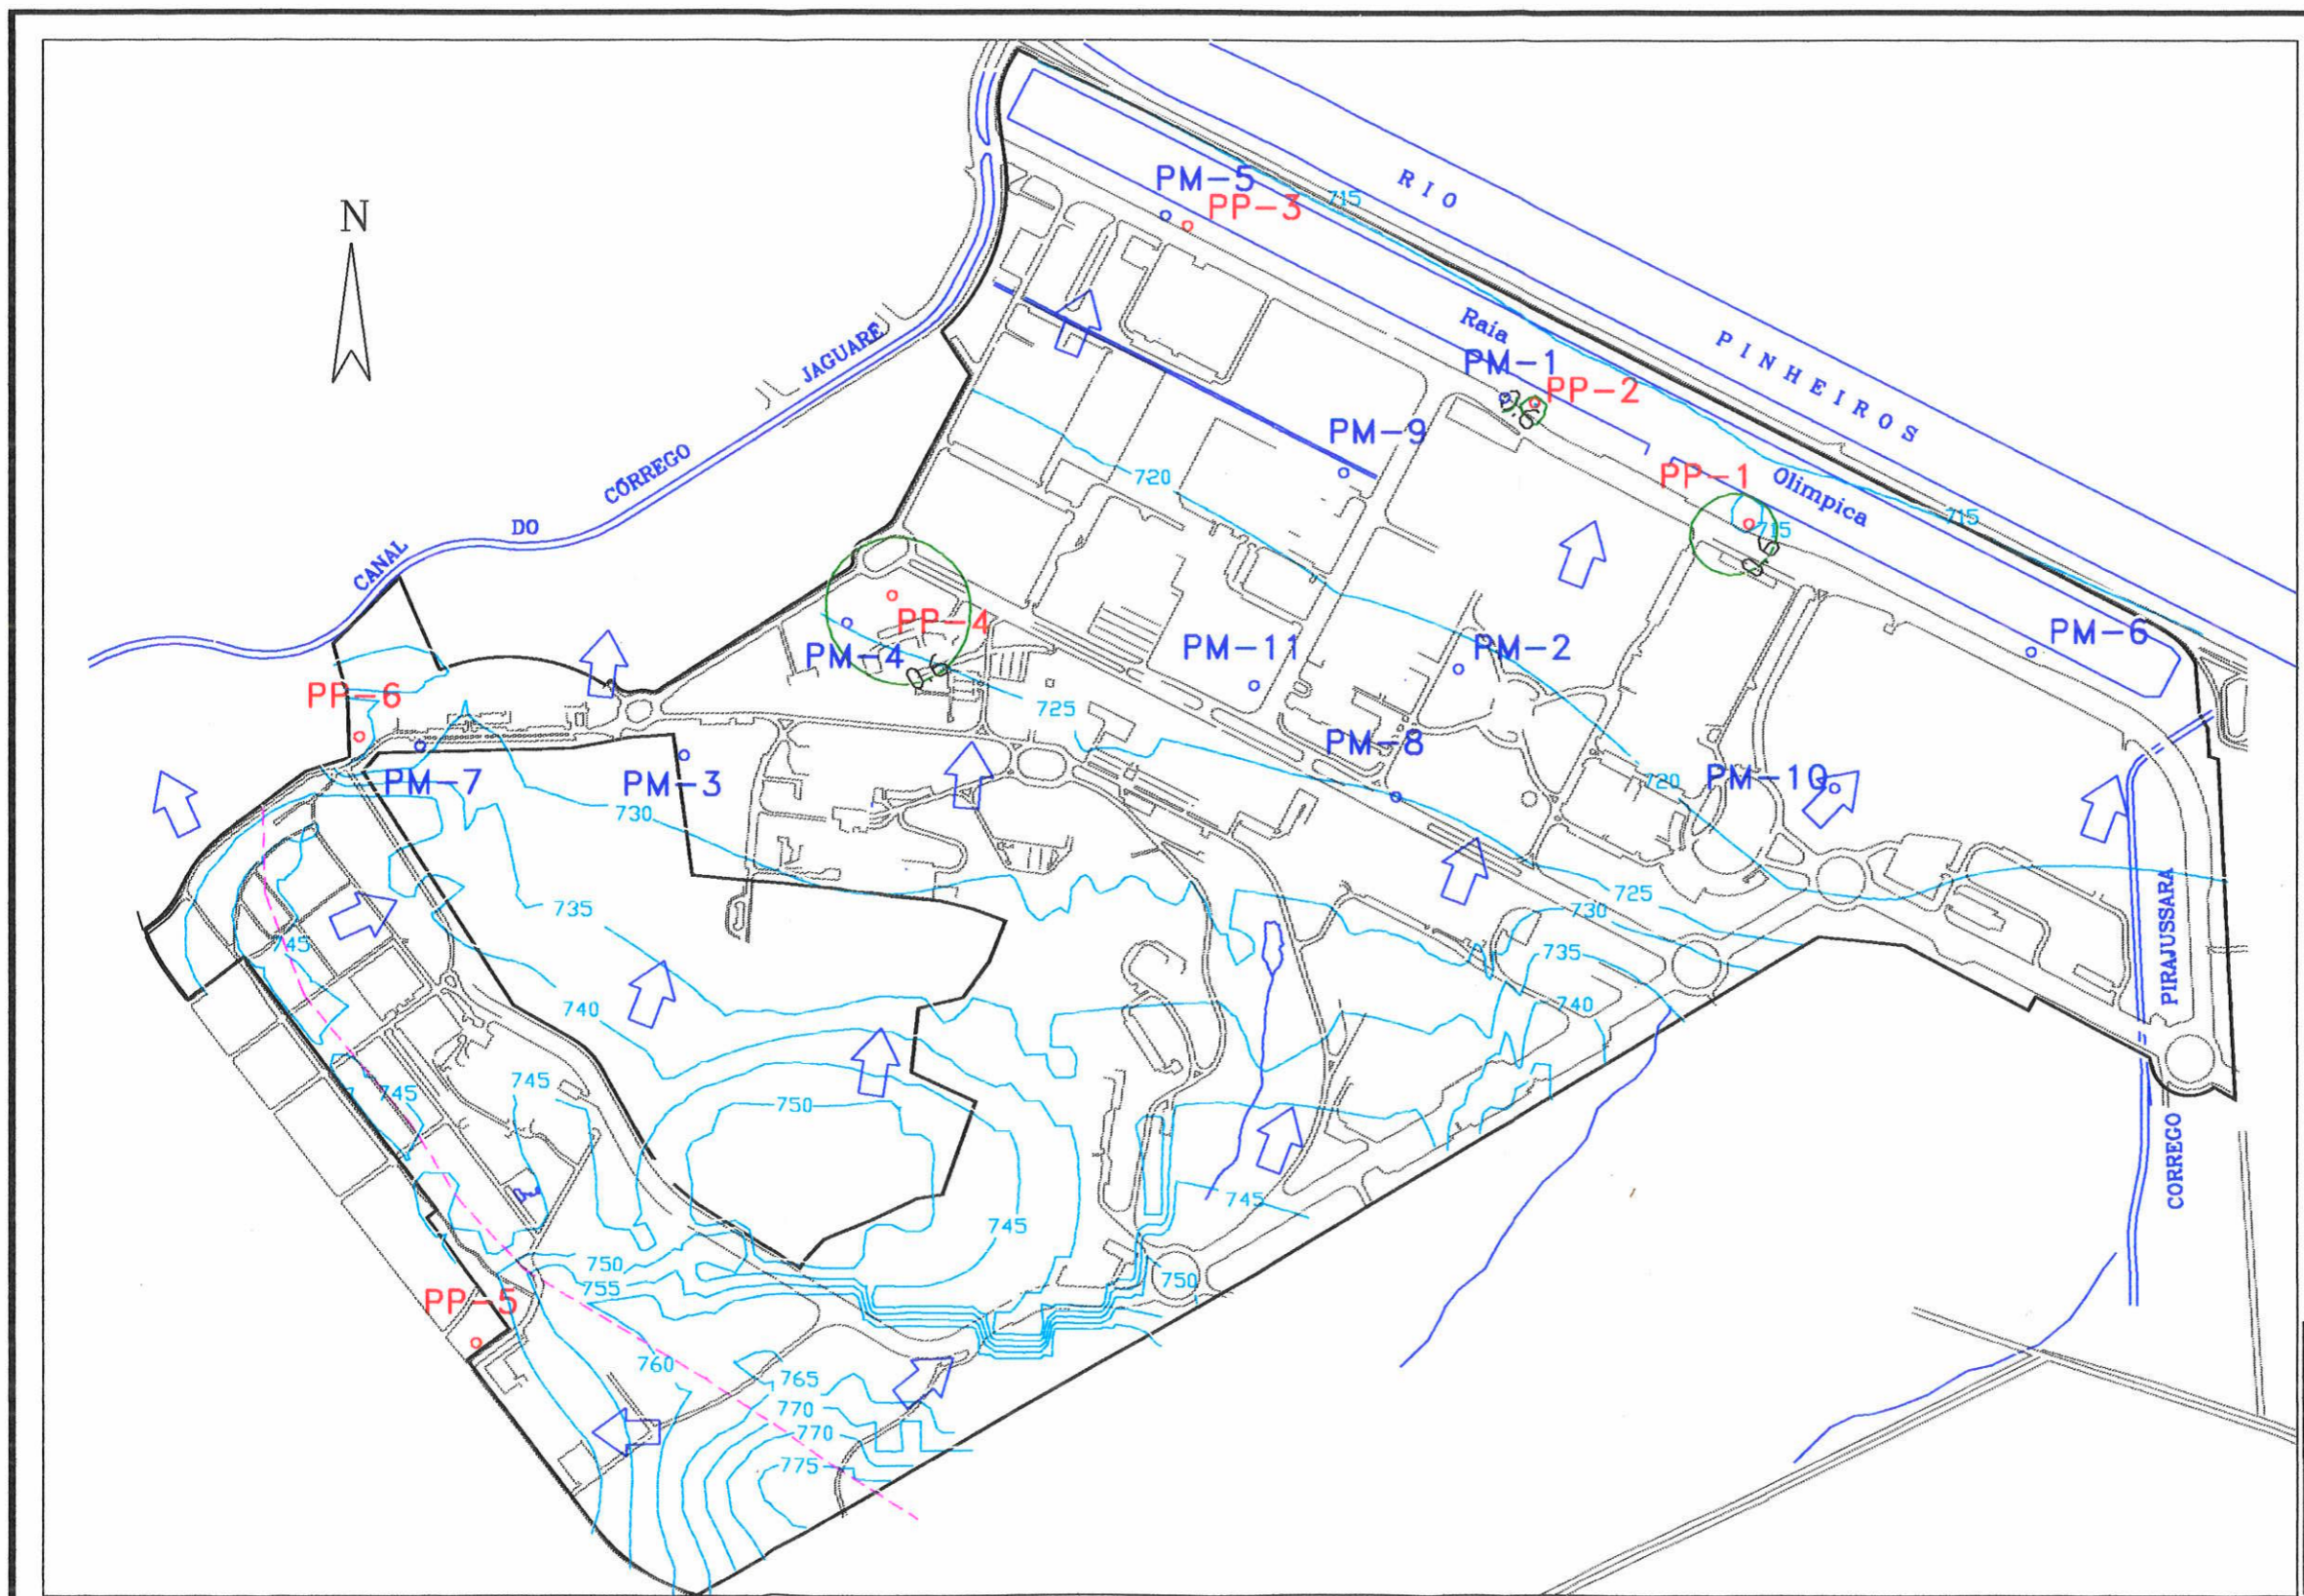 N
RIO
PINHEIROS
PM-5
PP-3
715
Raia
PM-1
PP-2
JAGUARE
PM-9
CORREGO
720
PP-1
Olimpica
715
715
DO
CANAL
PP-4
PM-4
PM-11
PM-2
PM-6
PP-6
725
PM-8
PM-7
PM-3
720
PM-10
730
735
725
730
745
735
PIRAJUSSARA
740
740
745
745
750
CORREGO
745
745
750
755
750
PP-5
760
765
770
770
775